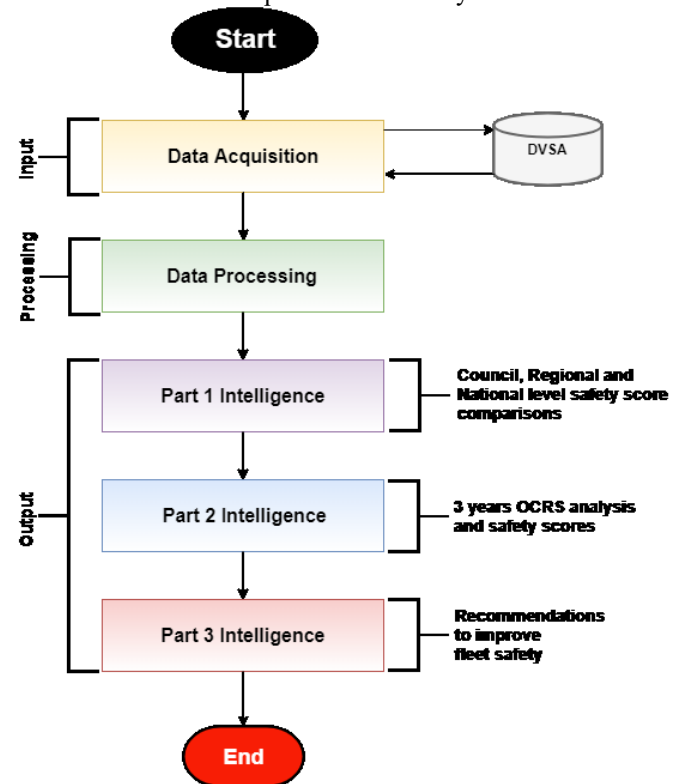 Start
Input
Data Acquisition
DVSA
Processing
Data Processing
Output
Part 1 Intelligence
Council, Regional and
National level safety score
comparisons
Part 2 Intelligence
3 years OCRS analysis
and safety scores
Part 3 Intelligence
Recommendations
to improve
fleet safety
End